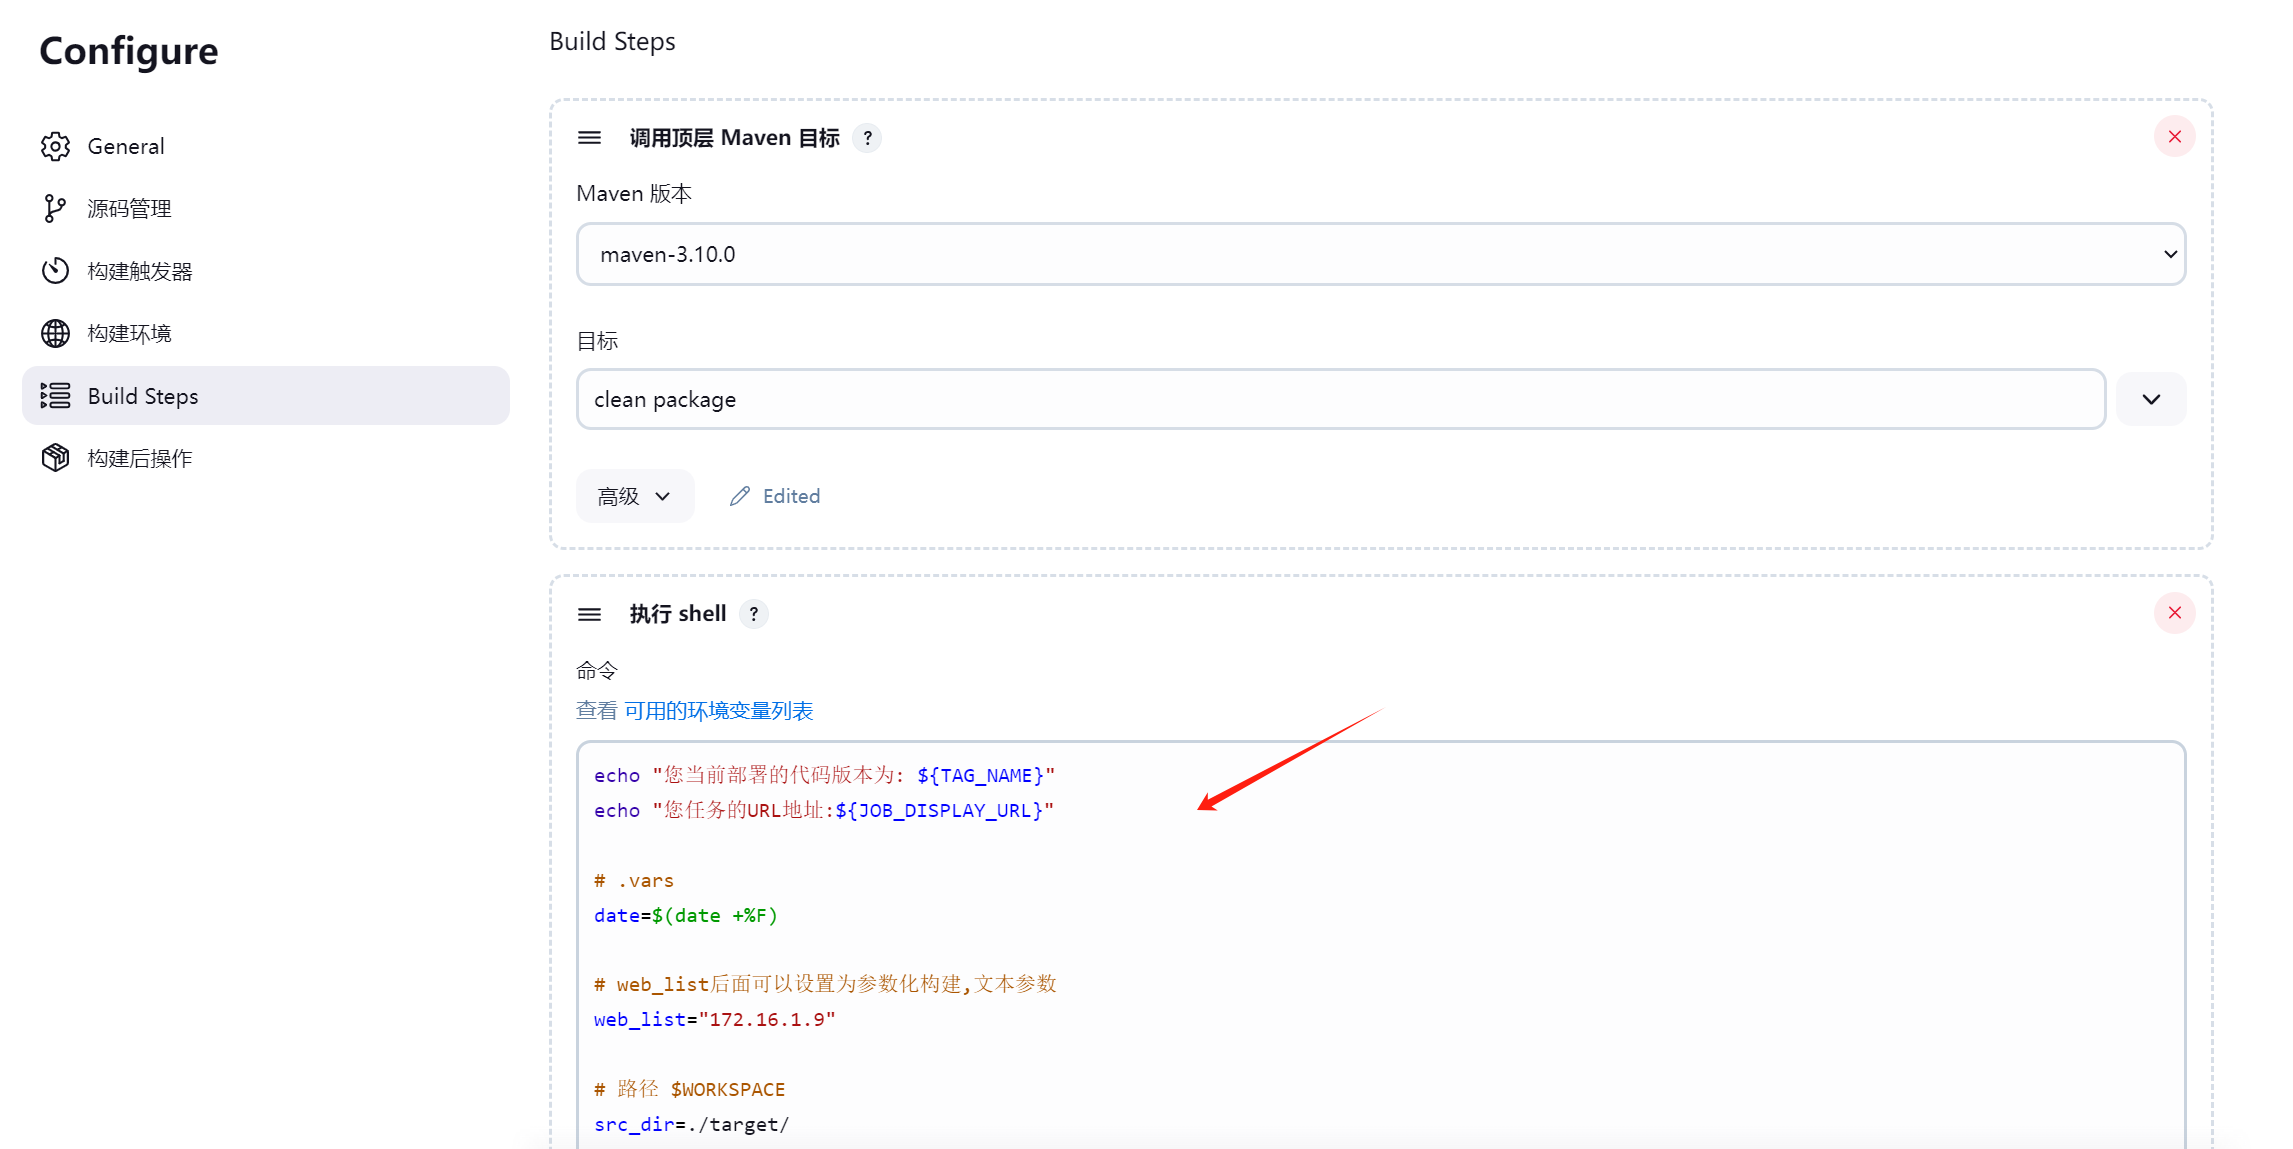 Configure
General
源码管理
构建触发器
构建环境
Build Steps
构建后操作
Build Steps
调用顶层 Maven 目标 ?
Maven 版本
maven-3.10.0
目标
clean package
高级
Edited
执行 shell ?
命令
查看 可用的环境变量列表
echo "您当前部署的代码版本为: ${TAG_NAME}"
echo "您任务的URL地址:${JOB_DISPLAY_URL}"
# .vars
date=$(date +%F)
# web_list后面可以设置为参数化构建,文本参数
web_list="172.16.1.9"
# 路径 $WORKSPACE
src_dir=./target/